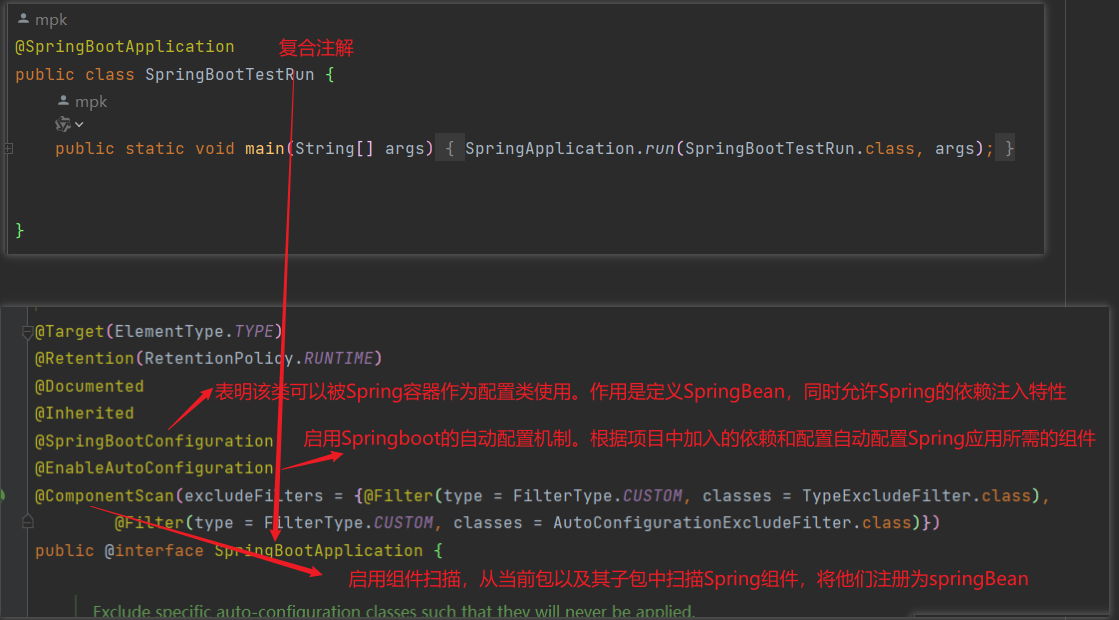 mpk
@SpringBootApplication 复合注解
public class SpringBootTestRun {
mpk
public static void main(String[] args) { SpringApplication.run(SpringBootTestRun.class, args); }
}
@Target(ElementType.TYPE)
@Retention(RetentionPolicy.RUNTIME)
@Documented
表明该类可以被Spring容器作为配置类使用。作用是定义SpringBean，同时允许Spring的依赖注入特性
@Inherited
@SpringBootConfiguration 启用Springboot的自动配置机制。根据项目中加入的依赖和配置自动配置Spring应用所需的组件
@EnableAutoConfiguration
@ComponentScan(excludeFilters = {@Filter(type = FilterType.CUSTOM, classes = TypeExcludeFilter.class),
@Filter(type = FilterType.CUSTOM, classes = AutoConfigurationExcludeFilter.class)})
public @interface SpringBootApplication {
启用组件扫描，从当前包以及其子包中扫描Spring组件，将他们注册为springBean
Exclude specific auto-configuration classes such that they will never be applied.